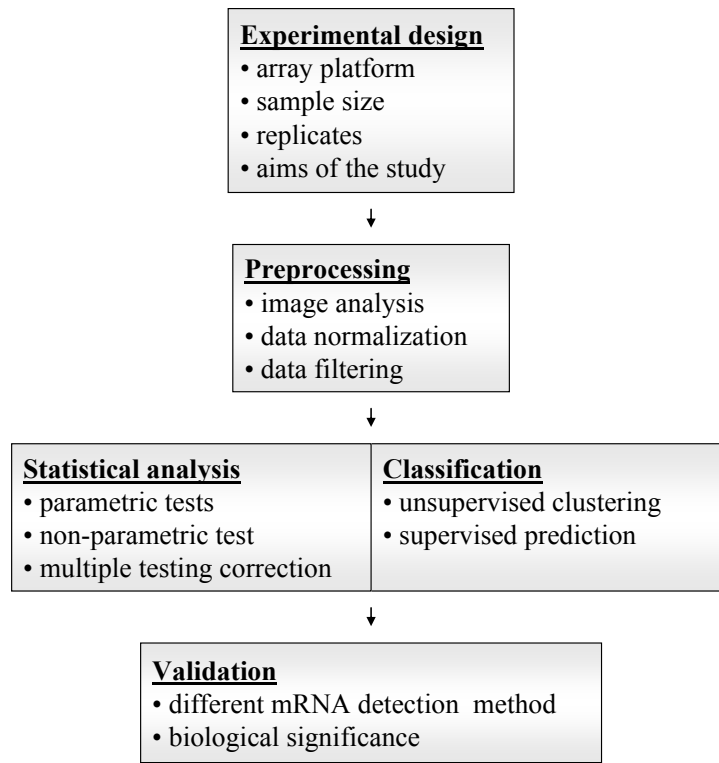 Experimental design
• array platform
• sample size
• replicates
• aims of the study
Preprocessing
• image analysis
• data normalization
• data filtering
Statistical analysis
• parametric tests
• non-parametric test
• multiple testing correction
Classification
• unsupervised clustering
• supervised prediction
Validation
• different mRNA detection method
• biological significance